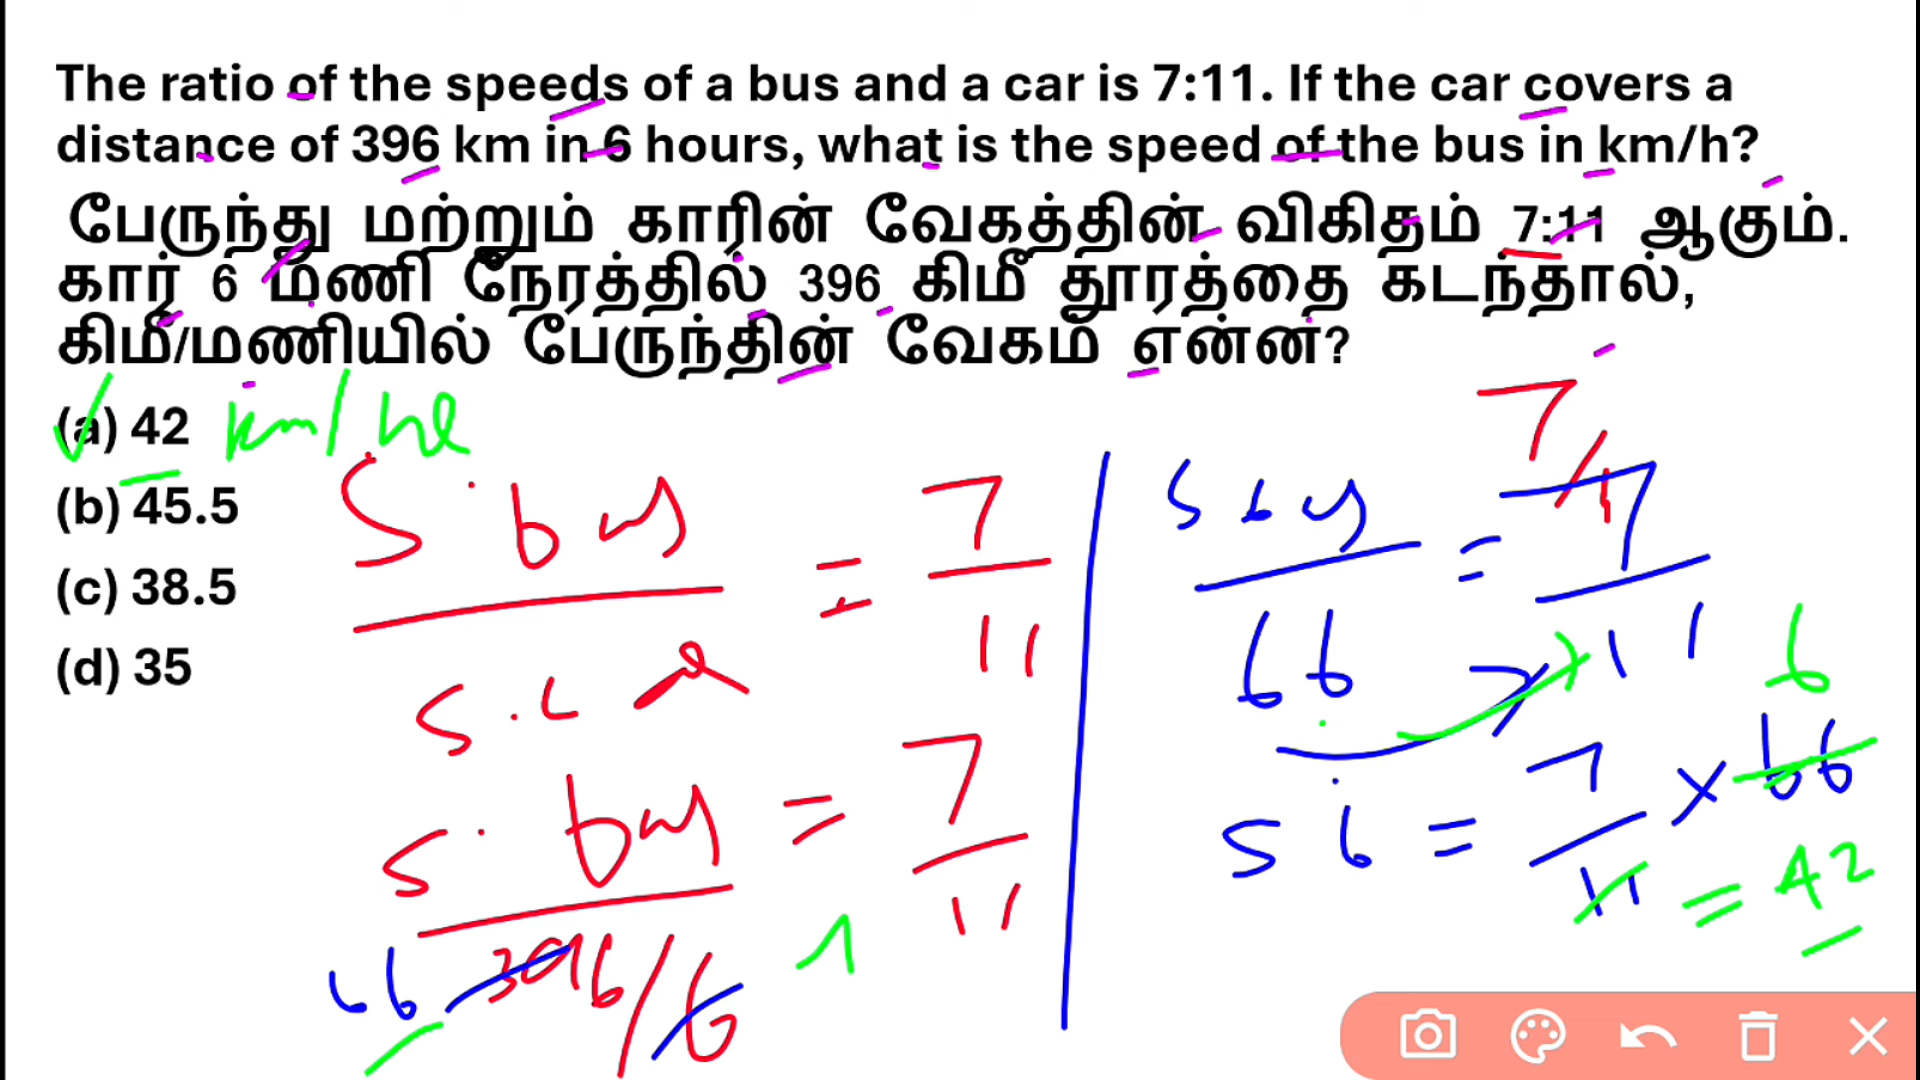 The ratio of the speeds of a bus and a car is 7:11. If the car covers a
distance of 396 km in 6 hours, what is the speed of the bus in km/h?
பேருந்து மற்றும் காரின் வேகத்தின் விகிதம் 7:11 ஆகும்.
கார் 6 மணி நேரத்தில் 396 கிமீ தூரத்தை கடந்தால்,
கிமீ/மணியில் பேருந்தின் வேகம் என்ன?
(a) 42 km/
(b) 45.5
(c) 38.5
(d) 35
S. bus = 7
11
S. bus = 7
396/6 11
66
7/11
S bus = 7
66 11
S b = 7 × 66
11
6
= 42